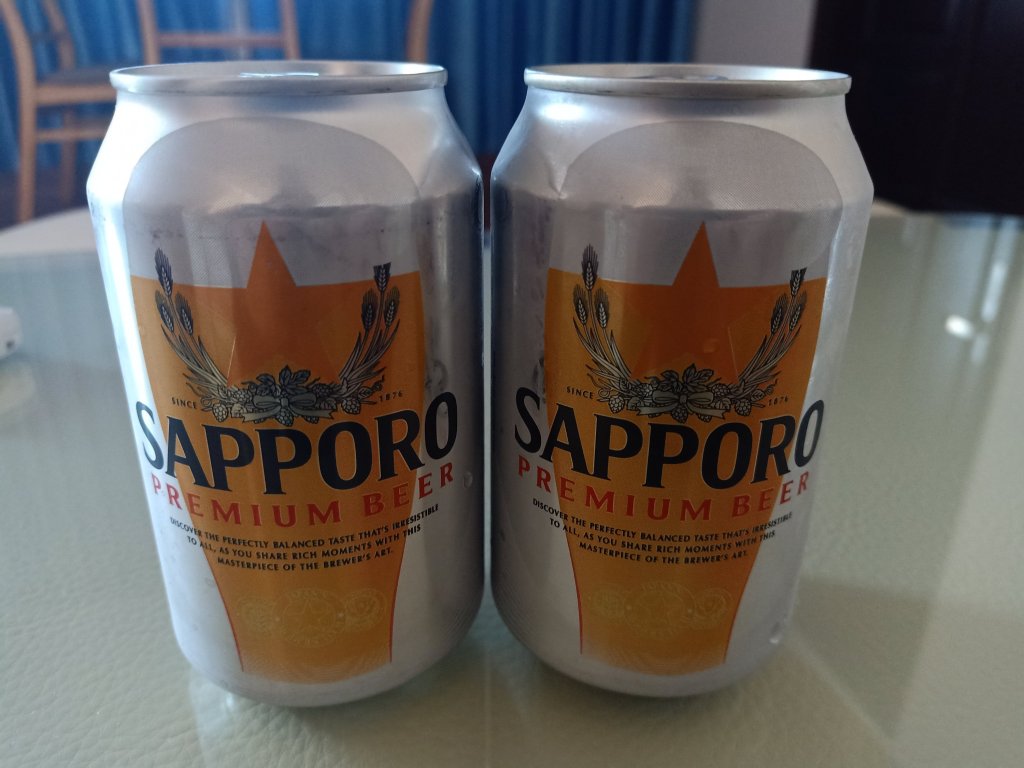 SINCE 1876
SAPPORO
PREMIUM BEER
DISCOVER THE PERFECTLY BALANCED TASTE THAT'S IRRESISTIBLE
TO ALL, AS YOU SHARE RICH MOMENTS WITH THIS
MASTERPIECE OF THE BREWER'S ART.
SINCE 1876
SAPPORO
PREMIUM BEER
DISCOVER THE PERFECTLY BALANCED TASTE THAT'S IRRESISTIBLE
TO ALL, AS YOU SHARE RICH MOMENTS WITH THIS
MASTERPIECE OF THE BREWER'S ART.